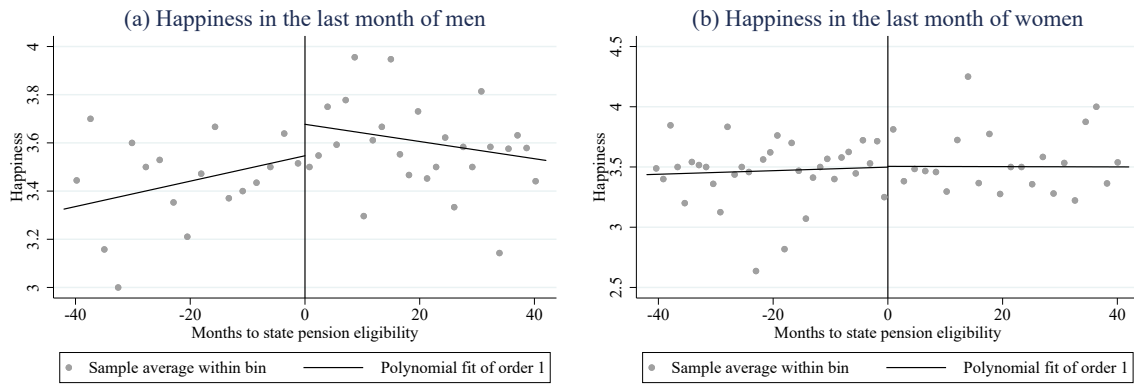 (a) Happiness in the last month of men
4
3.8
3.6
3.4
3.2
3
Happiness
-40 -20 0 20 40
Months to state pension eligibility
Sample average within bin Polynomial fit of order 1
(b) Happiness in the last month of women
4.5
4
3.5
3
2.5
Happiness
-40 -20 0 20 40
Months to state pension eligibility
Sample average within bin Polynomial fit of order 1